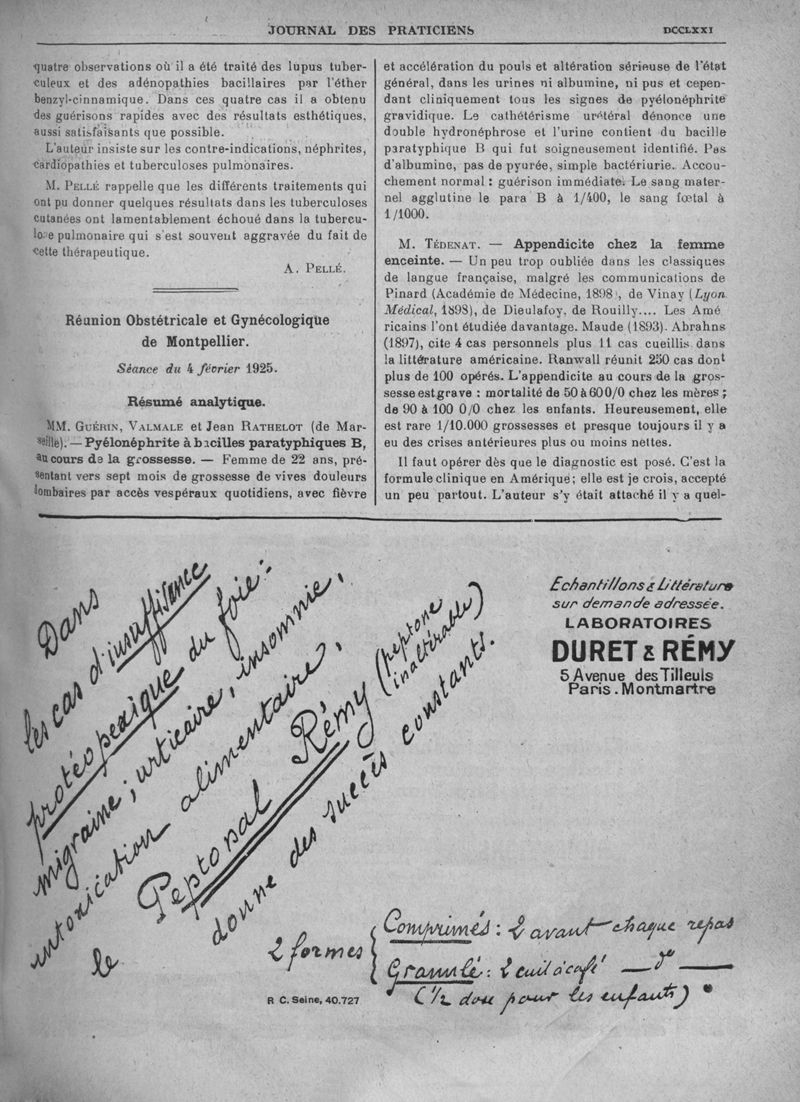 JOURNAL DES PRATICIENS
DCCLXXI
quatre observations où il a été traité des lupus tuber-
culeux et des adénopathies bacillaires par l'éther
benzyl-cinnamique. Dans ces quatre cas il a obtenu
des guérisons rapides avec des résultats esthétiques,
aussi satisfaisants que possible.
L'auteur insiste sur les contre-indications, néphrites,
cardiopathies et tuberculoses pulmonaires.
M. PELLÉ rappelle que les différents traitements qui
ont pu donner quelques résultats dans les tuberculoses
cutanées ont lamentablement échoué dans la tubercu-
lose pulmonaire qui s'est souvent aggravée du fait de
cette thérapeutique.
A. PELLÉ.
Réunion Obstétricale et Gynécologique
de Montpellier.
Séance du 4 février 1925.
Résumé analytique.
MM. GUÉRIN, VALMALE et Jean RATHELOT (de Mar-
seille). — Pyélonéphrite à bacilles paratyphiques B,
au cours de la grossesse. — Femme de 22 ans, pré-
sentant vers sept mois de grossesse de vives douleurs
lombaires par accès vespéraux quotidiens, avec fièvre
et accélération du pouls et altération sérieuse de l'état
général, dans les urines ni albumine, ni pus et cepen-
dant cliniquement tous les signes de pyélonéphrite
gravidique. Le cathétérisme urétéral dénonce une
double hydronéphrose et l'urine contient du bacille
paratyphique B qui fut soigneusement identifié. Pas
d'albumine, pas de pyurée, simple bactériurie. Accou-
chement normal : guérison immédiate. Le sang mater-
nel agglutine le para B à 1/400, le sang fœtal à
1/1000.
M. TÉDENAT. — Appendicite chez la femme
enceinte. — Un peu trop oubliée dans les classiques
de langue française, malgré les communications de
Pinard (Académie de Médecine, 1898), de Vinay (Lyon
Médical, 1898), de Dieulafoy, de Rouilly.... Les Amé
ricains l'ont étudiée davantage. Maude (1893). Abrahns
(1897), cite 4 cas personnels plus 11 cas cueillis dans
la littérature américaine. Ranwall réunit 250 cas dont
plus de 100 opérés. L'appendicite au cours de la gros-
sesse est grave : mortalité de 50 à 60 0/0 chez les mères ;
de 90 à 100 0/0 chez les enfants. Heureusement, elle
est rare 1/10.000 grossesses et presque toujours il y a
eu des crises antérieures plus ou moins nettes.
Il faut opérer dès que le diagnostic est posé. C'est la
formule clinique en Amérique ; elle est je crois, accepté
un peu partout. L'auteur s'y était attaché il y a quel-
Dans
les cas d'insuffisance
protéopexique du foie :
migraine ; urticaire, insomnie,
intoxication alimentaire,
le Peptonal Rémy (peptone
inaltérable)
donne des succès constants.
Echantillons & Littérature
sur demande adressée.
LABORATOIRES
DURET & RÉMY
5 Avenue des Tilleuls
Paris. Montmartre
2 formes
Comprimés : 2 avant chaque repas
Granulé : 2 cuil à café — do —
(1/2 dose pour les enfants)
R C. Seine, 40.727